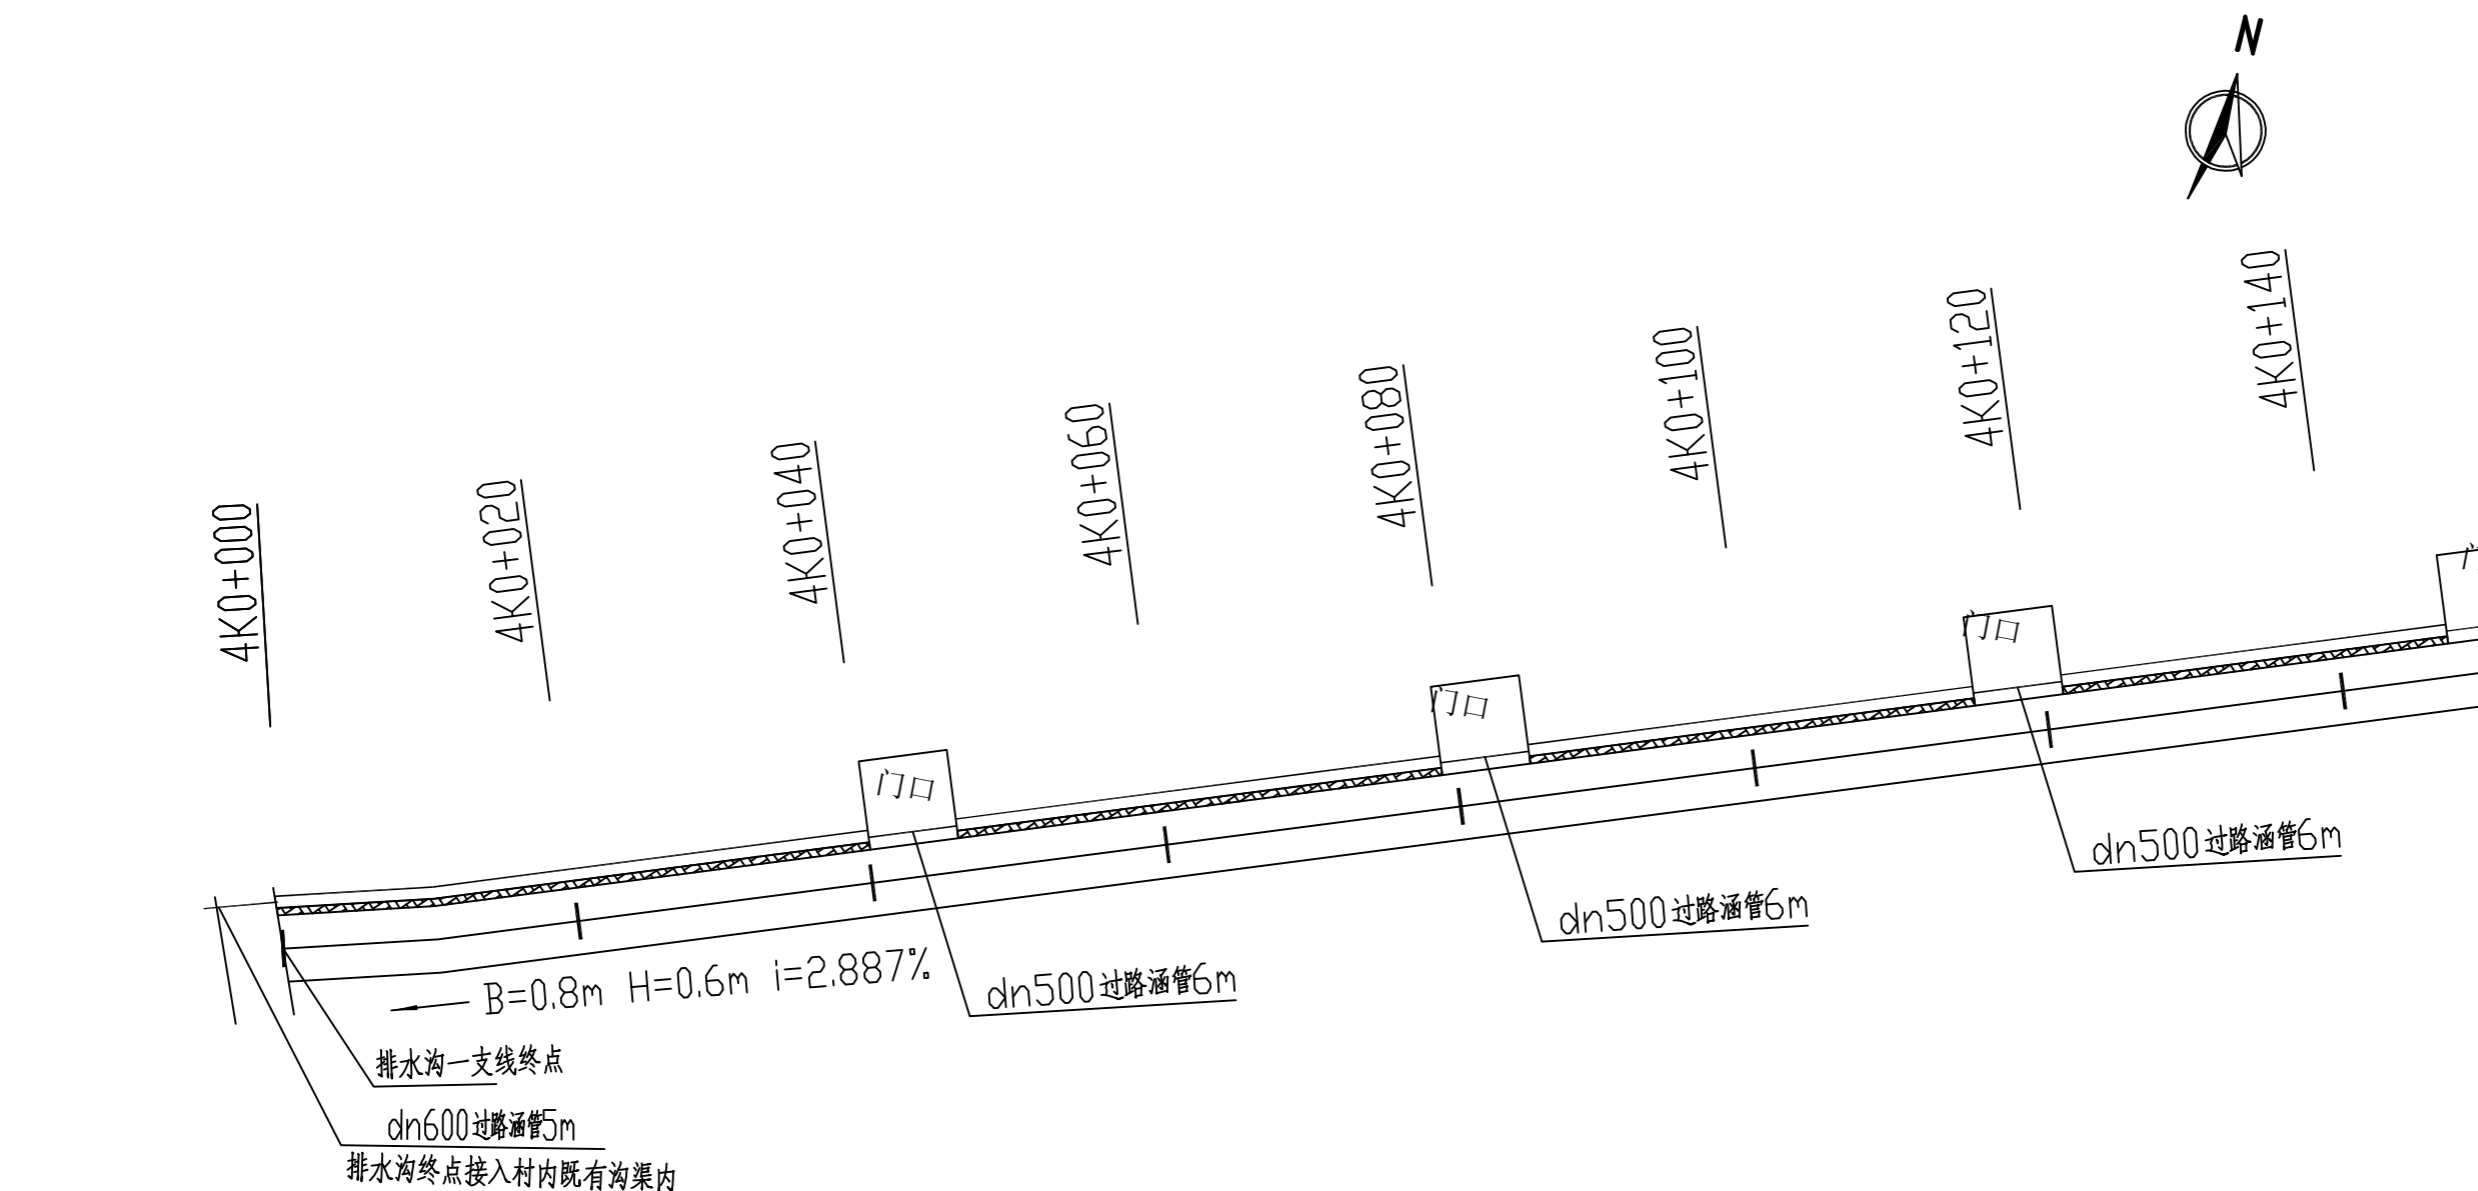 N
4K0+000
4K0+020
4K0+040
4K0+060
4K0+080
4K0+100
4K0+120
4K0+140
门口
门口
门口
门
B=0.8m H=0.6m i=2.887%
dn500过路涵管6m
dn500过路涵管6m
dn500过路涵管6m
排水沟一支线终点
dn600过路涵管5m
排水沟终点接入村内既有沟渠内